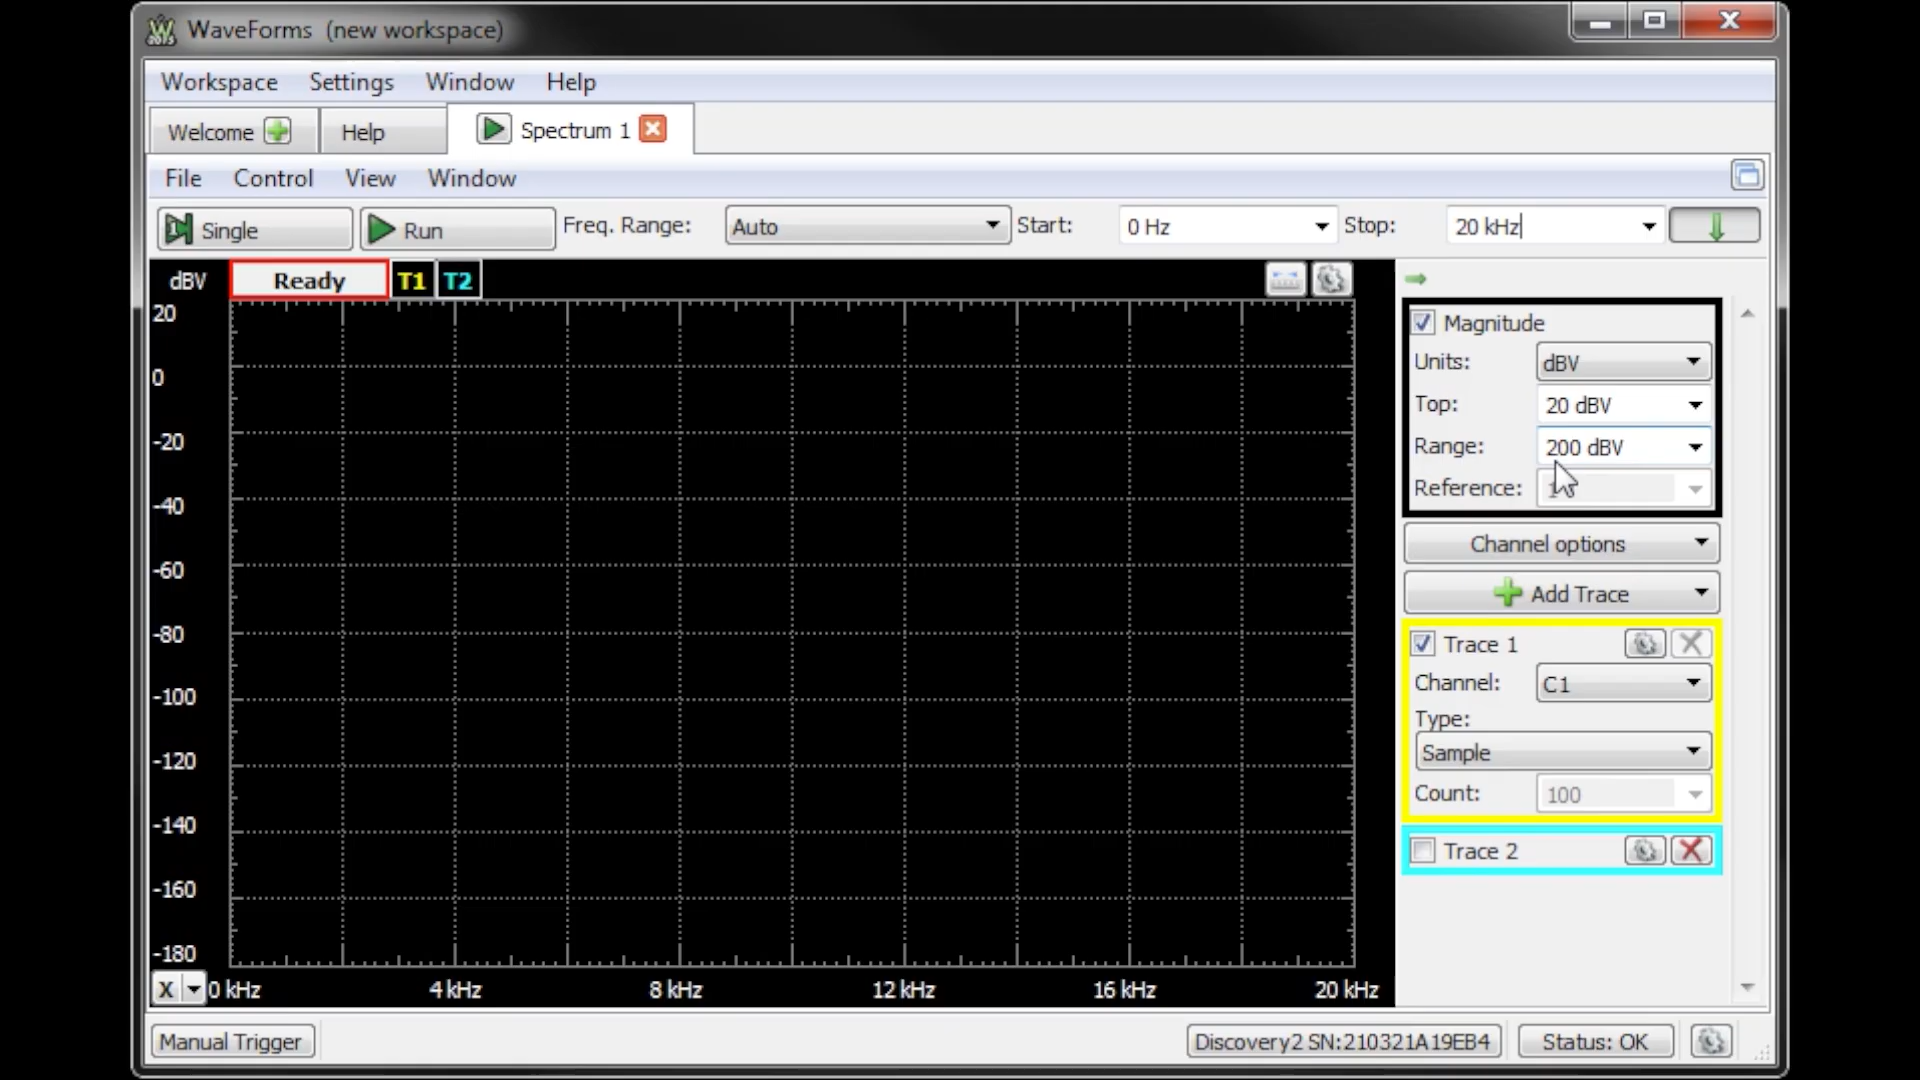 WaveForms (new workspace)
Workspace Settings Window Help
Welcome Help Spectrum 1
File Control View Window
Single Run Freq. Range: Auto Start: 0 Hz Stop: 20 kHz
dBV Ready T1 T2
20
0
-20
-40
-60
-80
-100
-120
-140
-160
-180
X 0 kHz 4 kHz 8 kHz 12 kHz 16 kHz 20 kHz
Magnitude
Units: dBV
Top: 20 dBV
Range: 200 dBV
Reference:
Channel options
Add Trace
Trace 1
Channel: C1
Type:
Sample
Count: 100
Trace 2
Manual Trigger Discovery2 SN:210321A19EB4 Status: OK